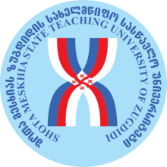 შოთა მესხიას ზუგდიდის სახელმწიფო სასწავლო უნივერსიტეტი
SHOTA MESKHIA STATE TEACHING UNIVERSITY OF ZUGDIDI